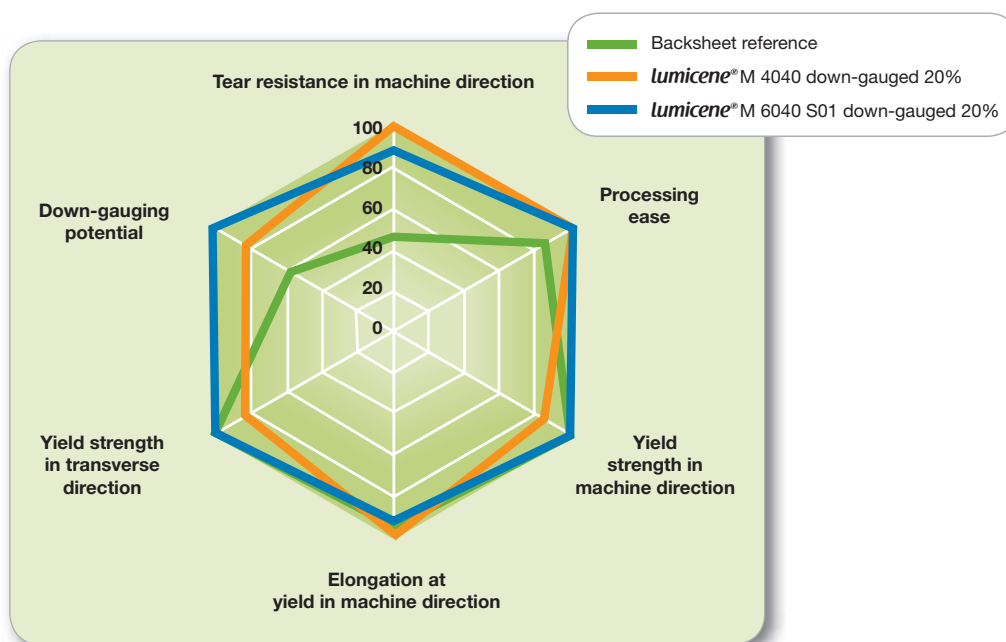 Backsheet reference
lumicene® M 4040 down-gauged 20%
lumicene® M 6040 S01 down-gauged 20%
Tear resistance in machine direction
100
80
60
40
20
0
Processing
ease
Yield
strength in
machine direction
Elongation at
yield in machine direction
Yield strength
in transverse
direction
Down-gauging
potential